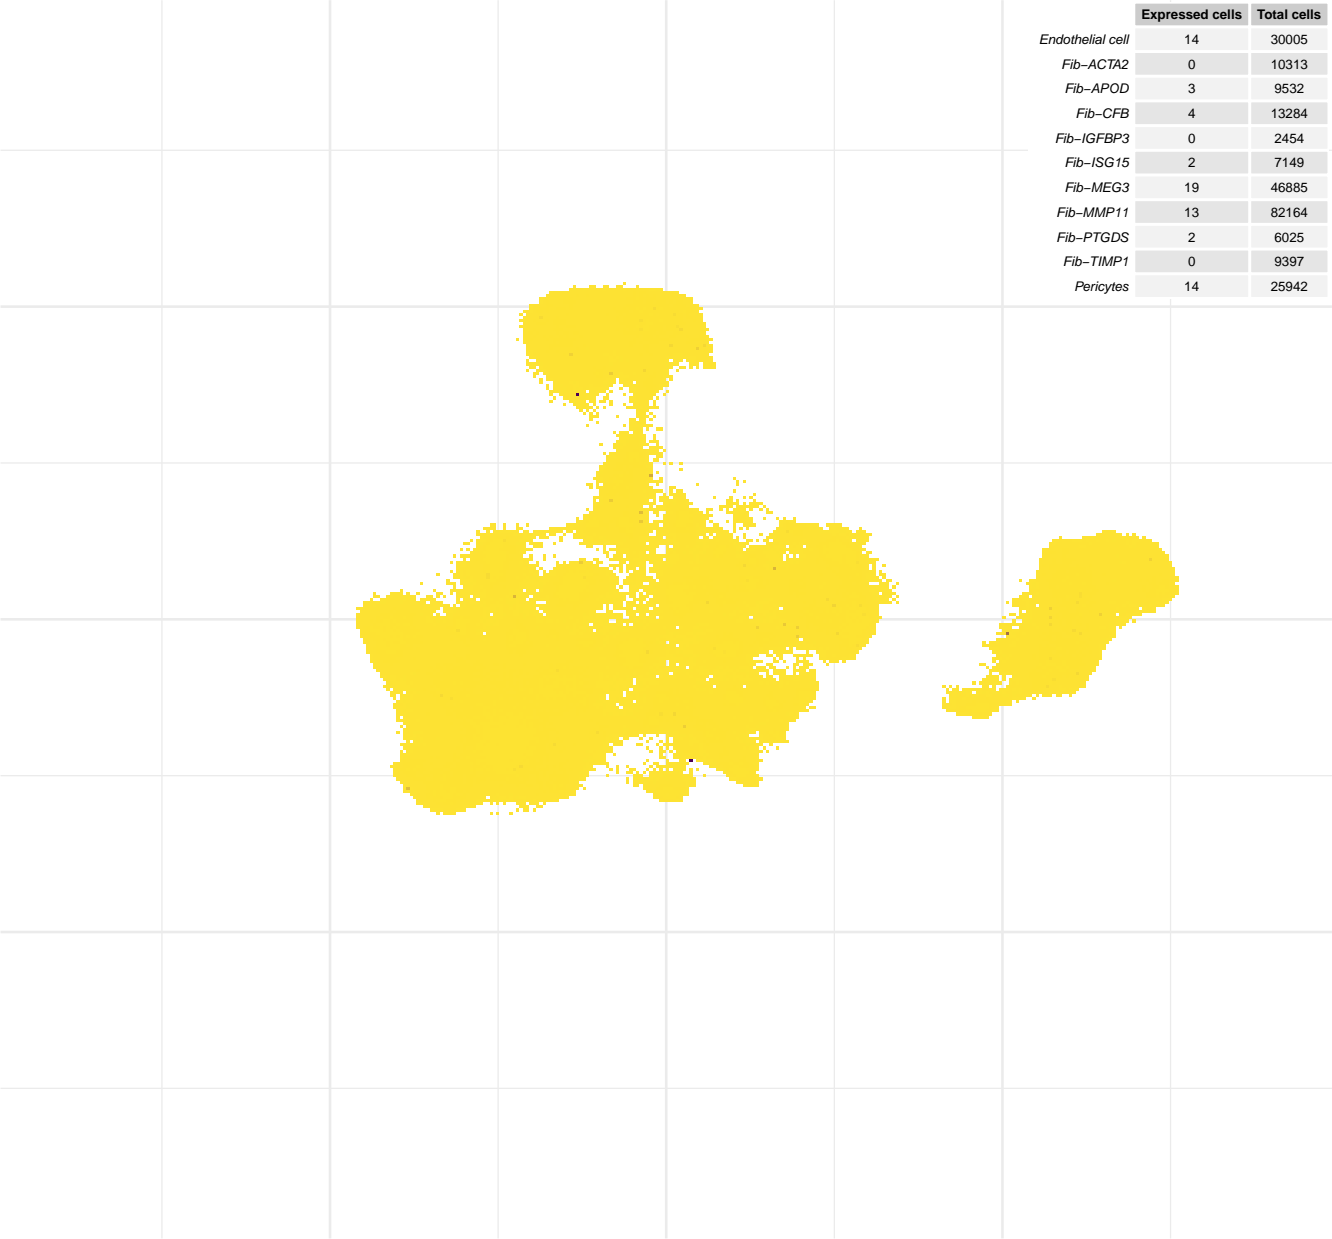 Expressed cells Total cells
Endothelial cell 14 30005
Fib−ACTA2 0 10313
Fib−APOD 3 9532
Fib−CFB 4 13284
Fib−IGFBP3 0 2454
Fib−ISG15 2 7149
Fib−MEG3 19 46885
Fib−MMP11 13 82164
Fib−PTGDS 2 6025
Fib−TIMP1 0 9397
Pericytes 14 25942